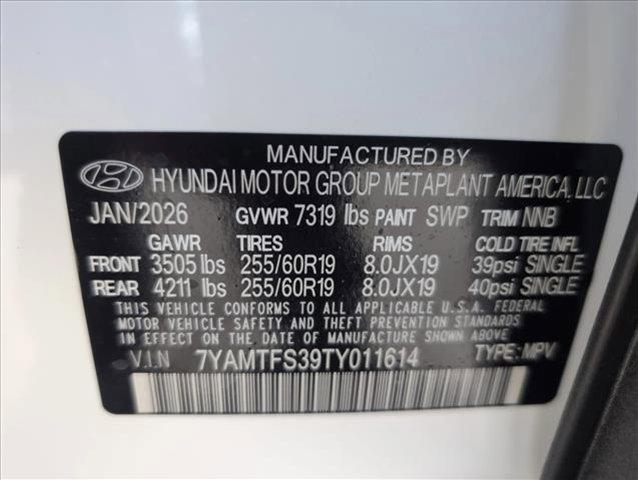 MANUFACTURED BY
HYUNDAI MOTOR GROUP METAPLANT AMERICA, LLC
JAN/2026 GVWR 7319 lbs PAINT SWP TRIM NNB
GAWR TIRES RIMS COLD TIRE INFL
FRONT 3505 lbs 255/60R19 8.0JX19 39psi SINGLE
REAR 4211 lbs 255/60R19 8.0JX19 40psi SINGLE
THIS VEHICLE CONFORMS TO ALL APPLICABLE U.S.A. FEDERAL
MOTOR VEHICLE SAFETY AND THEFT PREVENTION STANDARDS
IN EFFECT ON THE DATE OF MANUFACTURE SHOWN ABOVE
V.I.N 7YAMTFS39TY011614 TYPE: MPV